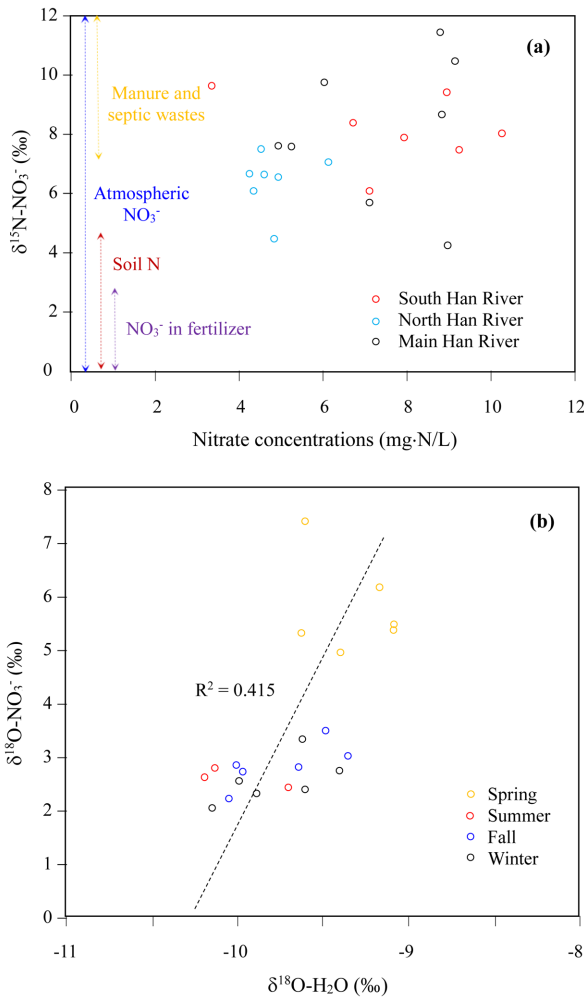 12
10
8
6
4
2
0
δ¹⁵N-NO₃⁻ (‰)
(a)
Manure and
septic wastes
Atmospheric
NO₃⁻
Soil N
NO₃⁻ in fertilizer
South Han River
North Han River
Main Han River
0 2 4 6 8 10 12
Nitrate concentrations (mg·N/L)
8
7
6
5
4
3
2
1
0
δ¹⁸O-NO₃⁻ (‰)
(b)
R² = 0.415
Spring
Summer
Fall
Winter
-11 -10 -9 -8
δ¹⁸O-H₂O (‰)